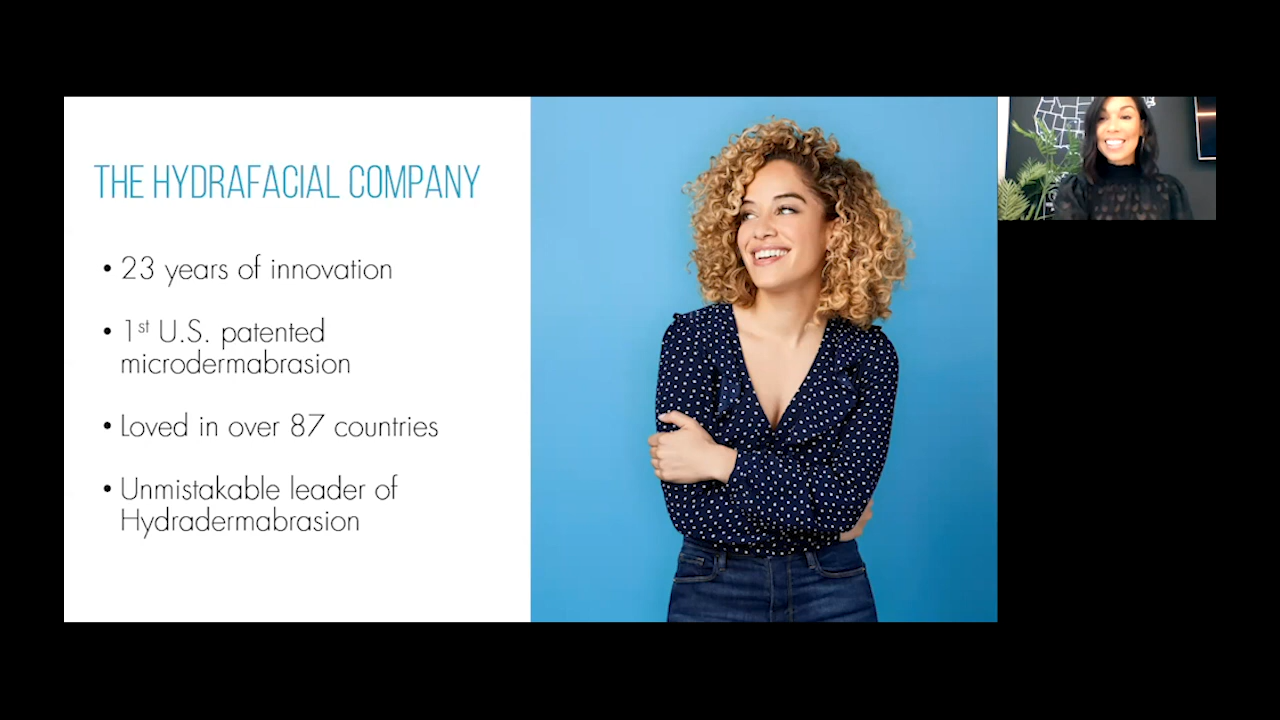 THE HYDRAFACIAL COMPANY
• 23 years of innovation
• 1st U.S. patented
microdermabrasion
• Loved in over 87 countries
• Unmistakable leader of
Hydradermabrasion